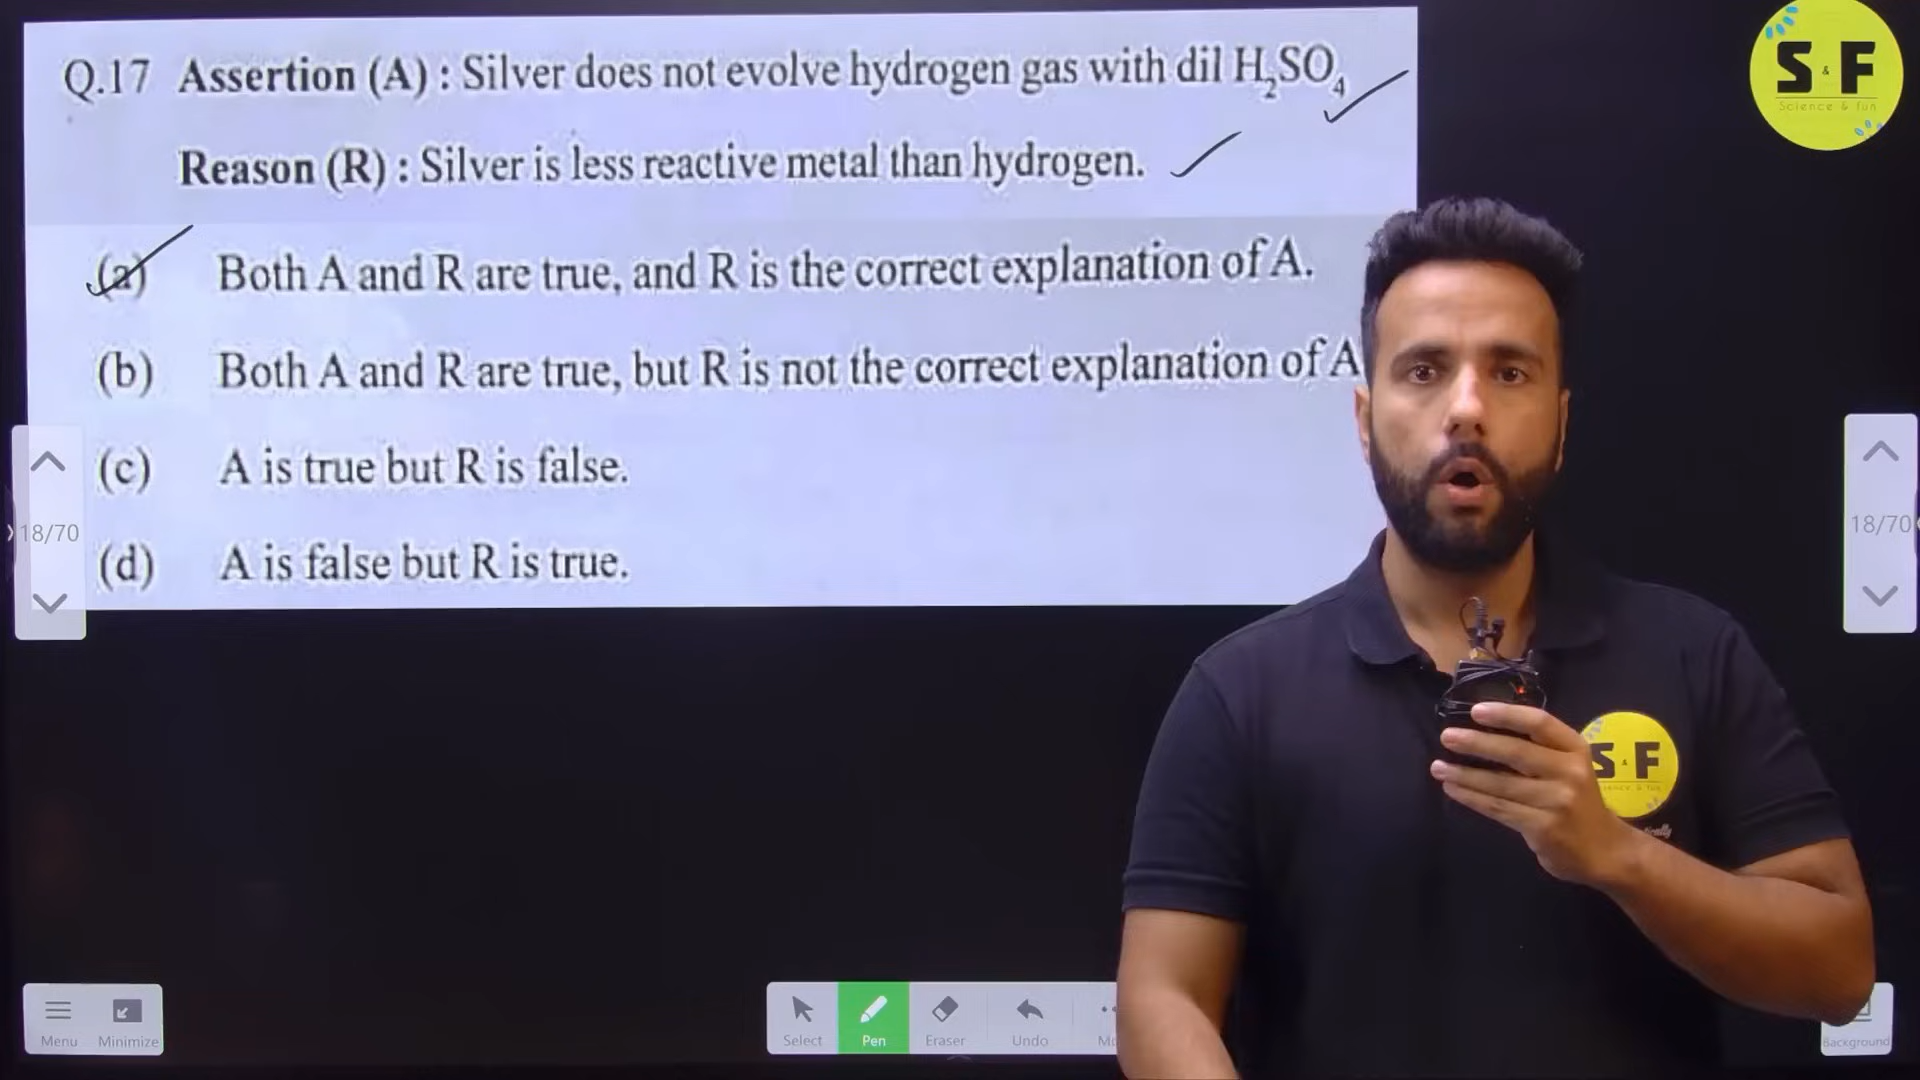 Q.17 Assertion (A) : Silver does not evolve hydrogen gas with dil H₂SO₄
Reason (R) : Silver is less reactive metal than hydrogen.
(a) Both A and R are true, and R is the correct explanation of A.
(b) Both A and R are true, but R is not the correct explanation of A
(c) A is true but R is false.
(d) A is false but R is true.
18/70
18/70
S&F
Science & fun
S&F
Menu
Minimize
Select
Pen
Eraser
Undo
Background